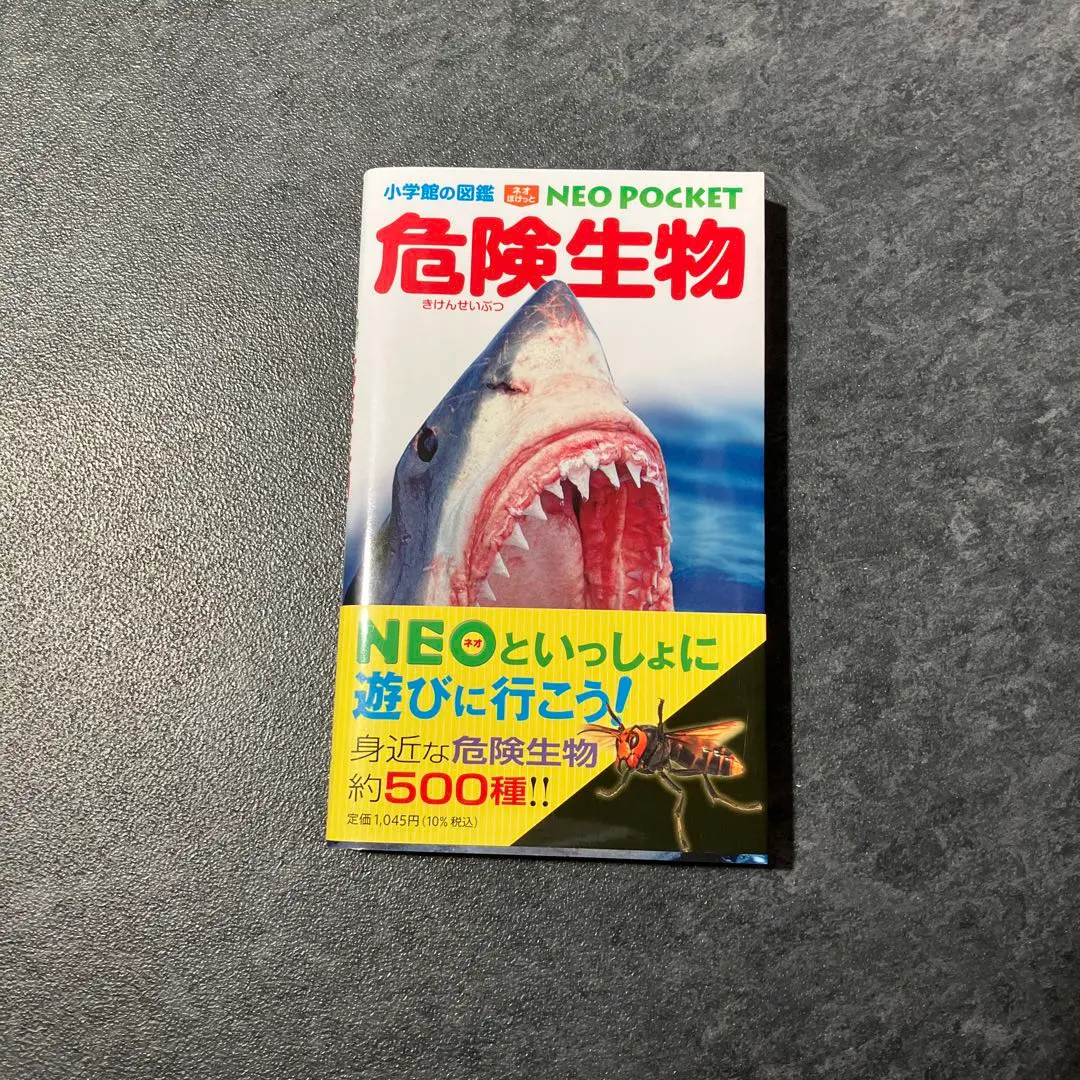 小学館の図鑑 ネオぽけっと NEO POCKET
危険生物
きけんせいぶつ
NEOといっしょに
ネオ
遊びに行こう!
身近な危険生物
約500種!!
定価1,045円(10%税込)